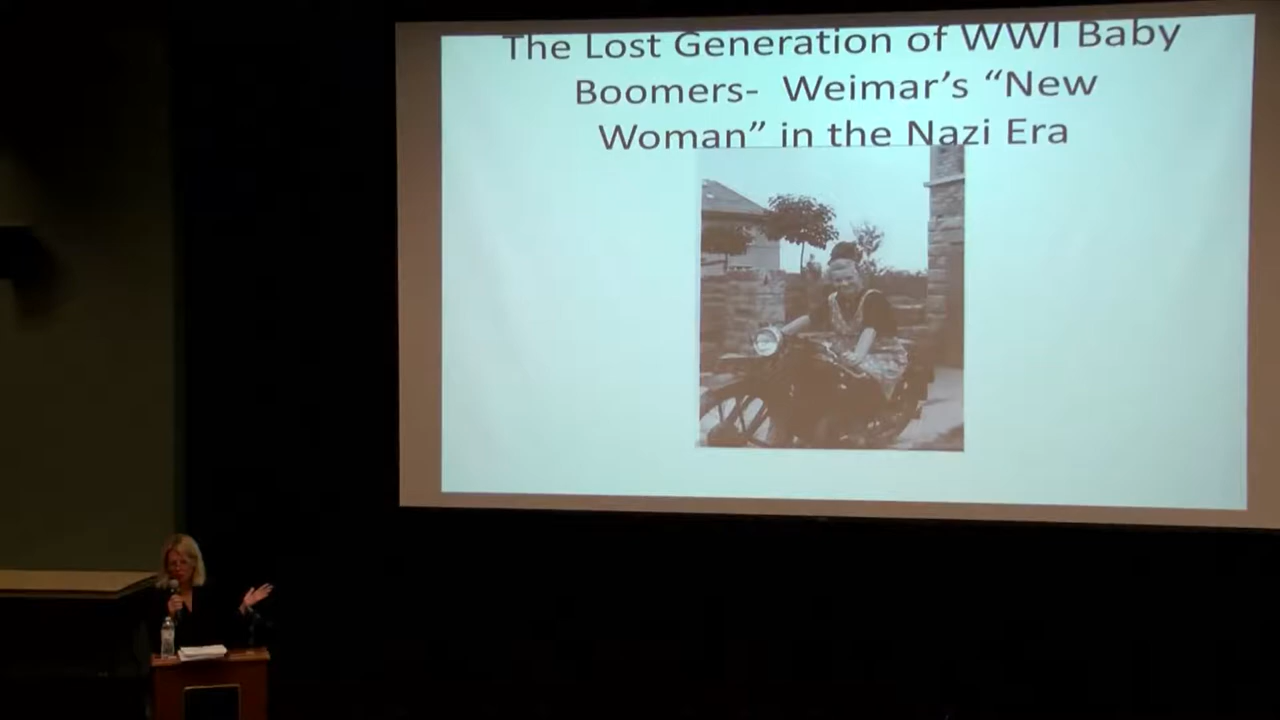 The Lost Generation of WWI Baby
Boomers- Weimar's “New
Woman” in the Nazi Era